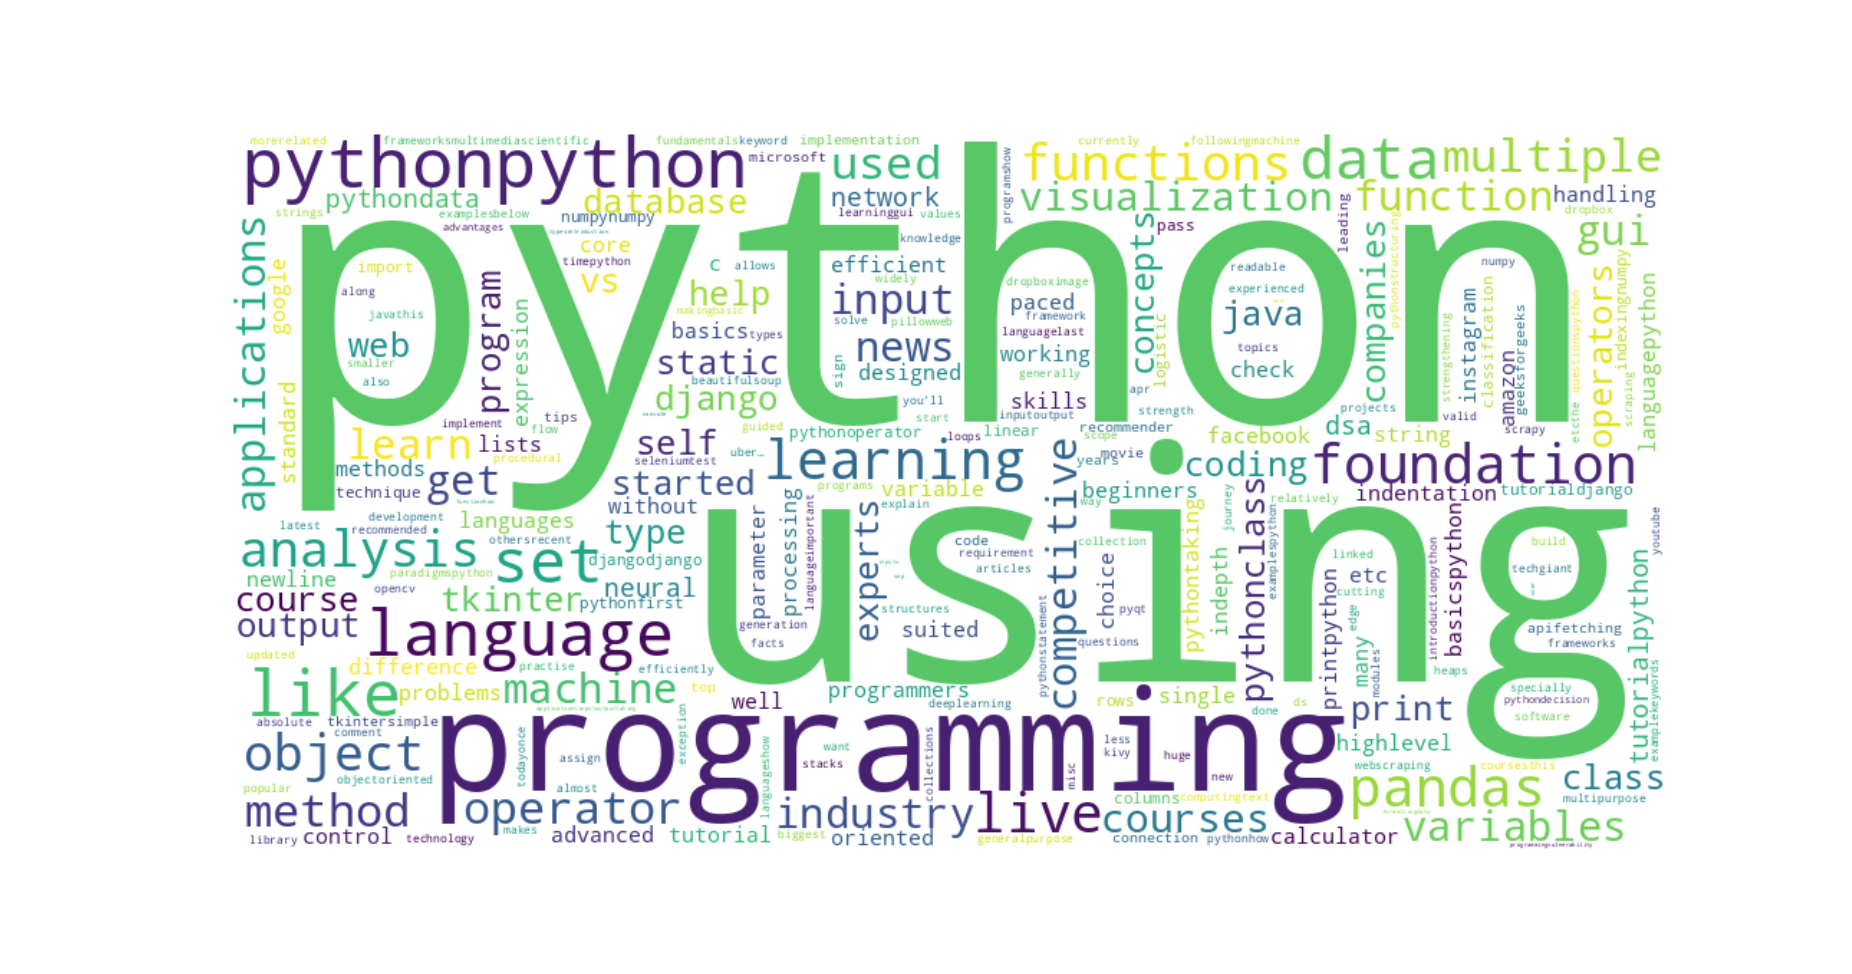 morerelated
frameworksmultimediascientific
fundamentals
keyword
implementation
currently
followingmachine
pythonpython
microsoft
used
functions
data
multiple
pythondata
database
network
programshow
visualization
function
handling
strings
examplesbelow
numpynumpy
learninggui
values
dropbox
advantages
typesintroduction
core
timepython
knowledge
pass
leading
gui
python
applications
google
import
vs
c
allows
efficient
widely
concepts
readable
companies
pythonstructuring
numpy
operators
indexingnumpy
languagepython
along
program
expression
help
input
dropboximage
paced
framework
experienced
java
instagram
classification
javathis
makingbasic
basics
types
solve
pillowweb
languagelast
web
static
news
working
topics
smaller
also
beautifulsoup
sign
designed
generally
logistic
check
strengthening
amazon
geeksforgeeks
questionspython
scraping
standard
django
you'll
skills
apr
implement
tips
console
start
inputoutput
strength
projects
valid
scrapy
etcthe
flow
guided
pythonoperator
linear
recommender
scope
facebook
dsa
string
learn
lists
self
loops
movie
procedural
seleniumtest
uber...
learning
years
coding
foundation
methods
get
started
programs
variable
way
beginners
relatively
indentation
tutorialdjango
technique
without
explain
journey
latest
development
languages
type
parameter
processing
languageimportant
experts
competitive
using
pythontaking
pythonclass
examplespython
basicspython
youtube
recommended
othersrecent
code
collection
linked
build
analysis
set
djangodjango
requirement
articles
choice
indepth
etc
introductionpython
techgiant
newline
paradigmspython
neural
opencv
cutting
course
tkinter
pythonfirst
structures
pyqt
edge
output
language
generation
suited
facts
pythonstatement
questions
printpython
many
modules
apifetching
frameworks
tutorialpython
updated
difference
practise
efficiently
heaps
examplekeywords
like
problems
machine
top
well
programmers
deeplearning
rows
single
ds
done
print
specially
pythondecision
software
absolute
tkintersimple
comment
programming
exception
want
stacks
collections
less
kivy
huge
new
misc
highlevel
object
todayonce
assign
languageshow
webscraping
coursesthis
objectoriented
almost
pandas
class
popular
method
operator
industry
live
columns
computingtext
multipurpose
courses
variables
library
control
technology
makes
advanced
tutorial
biggest
oriented
generalpurpose
connection
pythonhow
calculator
programmingvulnerability